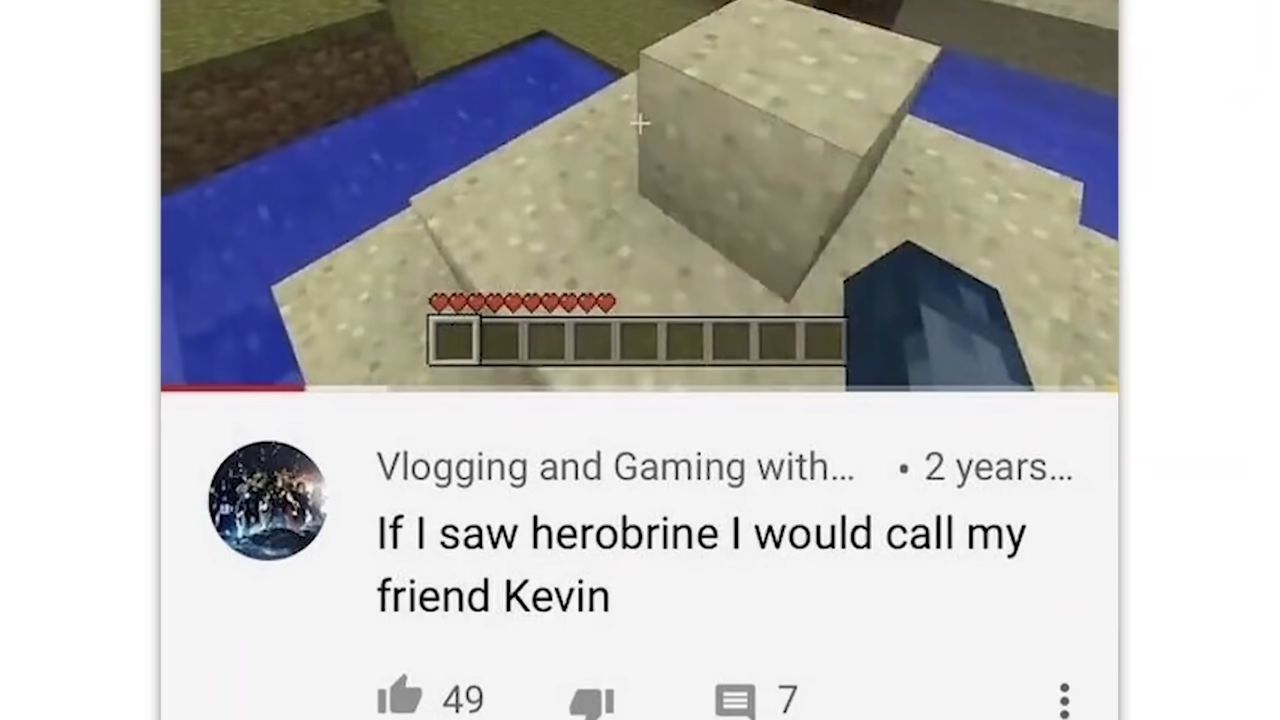 Vlogging and Gaming with... • 2 years...
If I saw herobrine I would call my
friend Kevin
49 7